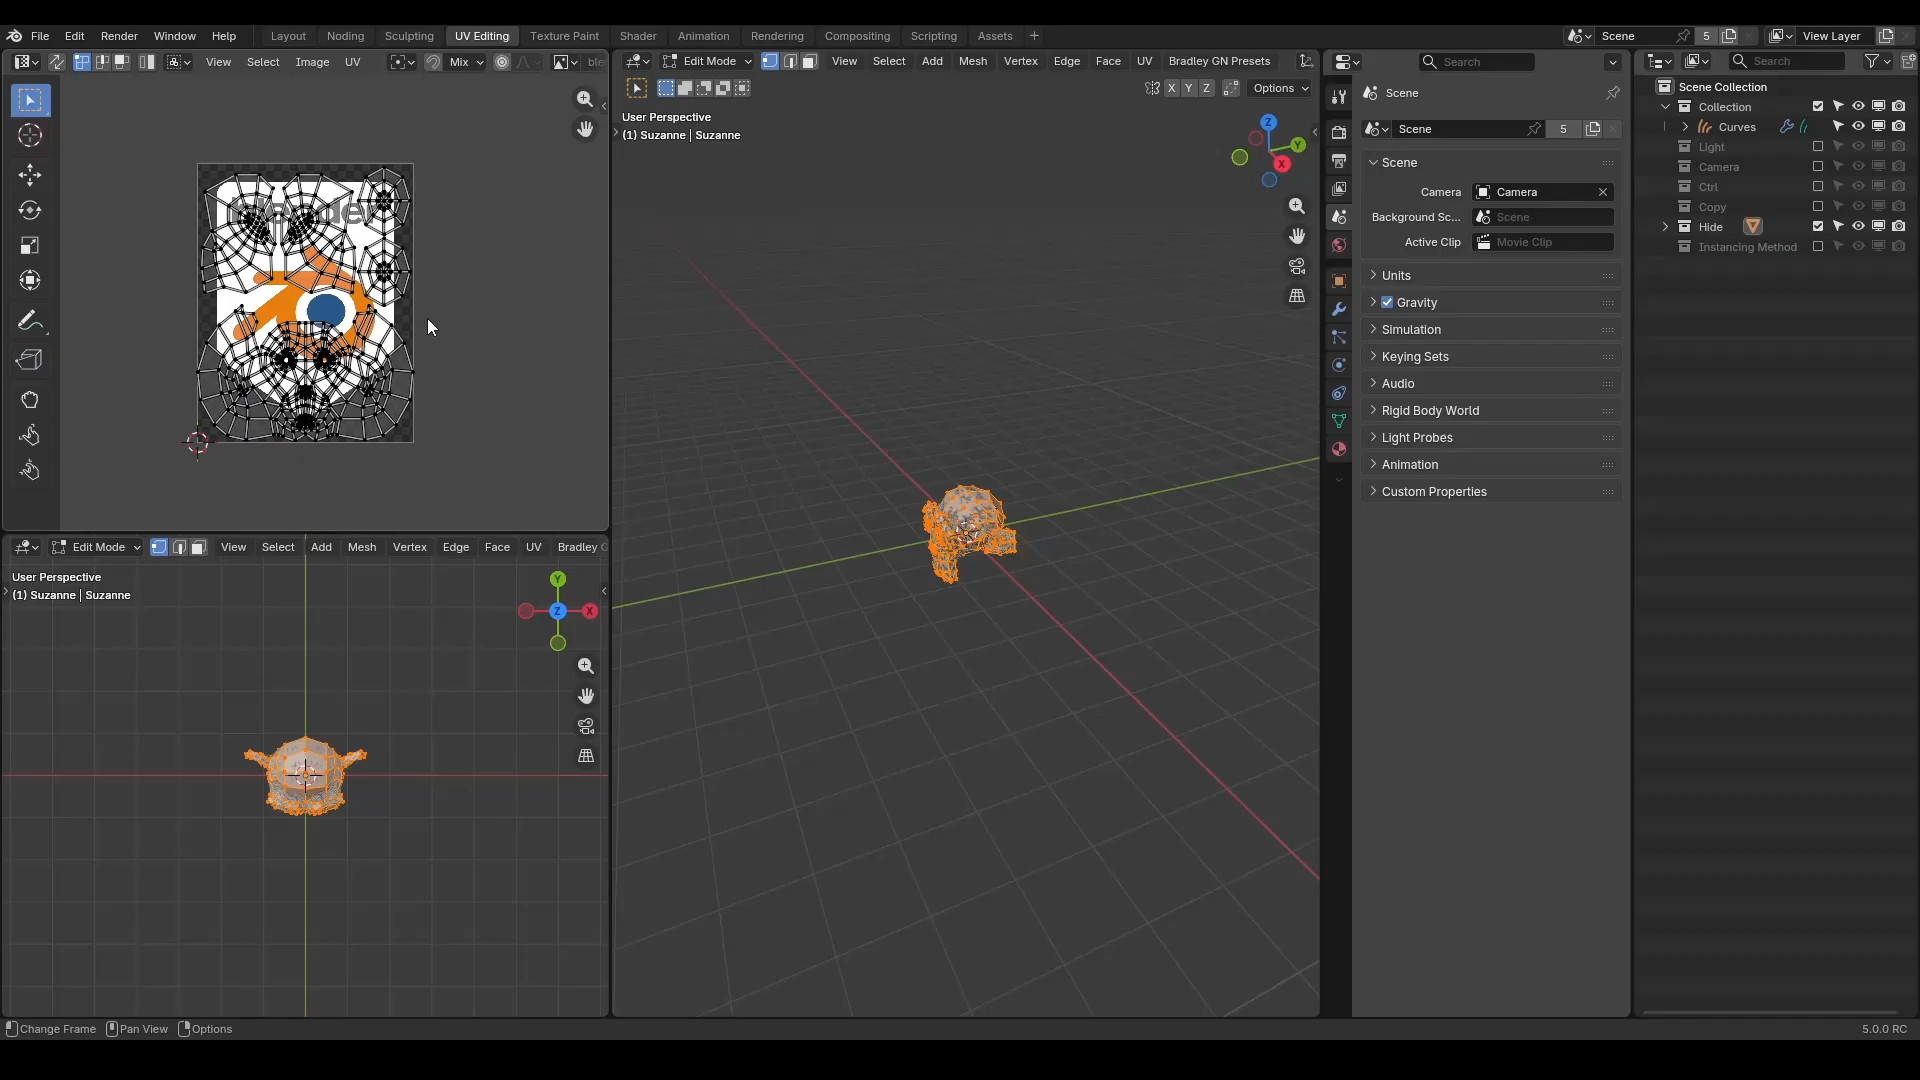 File Edit Render Window Help Layout Noding Sculpting UV Editing Texture Paint Shader Animation Rendering Compositing Scripting Assets + Scene 5 View Layer
View Select Image UV Mix ble
Edit Mode View Select Add Mesh Vertex Edge Face UV Bradley GN Presets
X Y Z Options
User Perspective
(1) Suzanne | Suzanne
Z
Y
X
Edit Mode View Select Add Mesh Vertex Edge Face UV Bradley G
User Perspective
(1) Suzanne | Suzanne
Y
Z
X
Search
Scene
Scene 5
Scene
Camera Camera
Background Sc... Scene
Active Clip Movie Clip
Units
Gravity
Simulation
Keying Sets
Audio
Rigid Body World
Light Probes
Animation
Custom Properties
Search
Scene Collection
Collection
Curves
Light
Camera
Ctrl
Copy
Hide
Instancing Method
Change Frame Pan View Options 5.0.0 RC